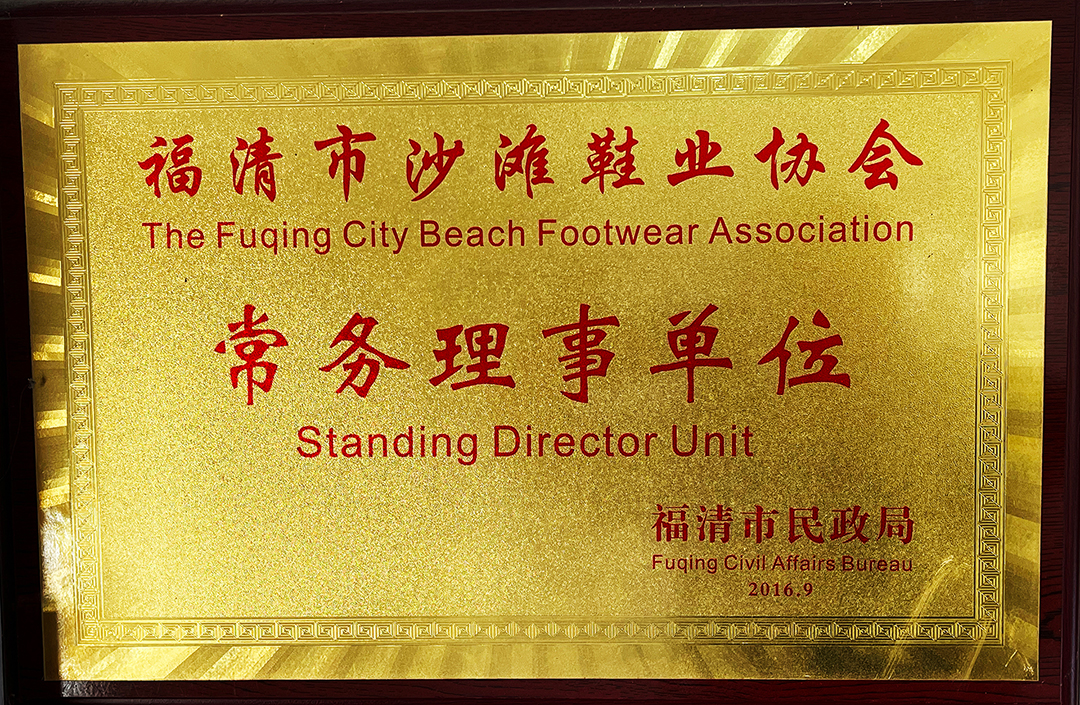 福清市沙滩鞋业协会
The Fuqing City Beach Footwear Association
常务理事单位
Standing Director Unit
福清市民政局
Fuqing Civil Affairs Bureau
2016.9